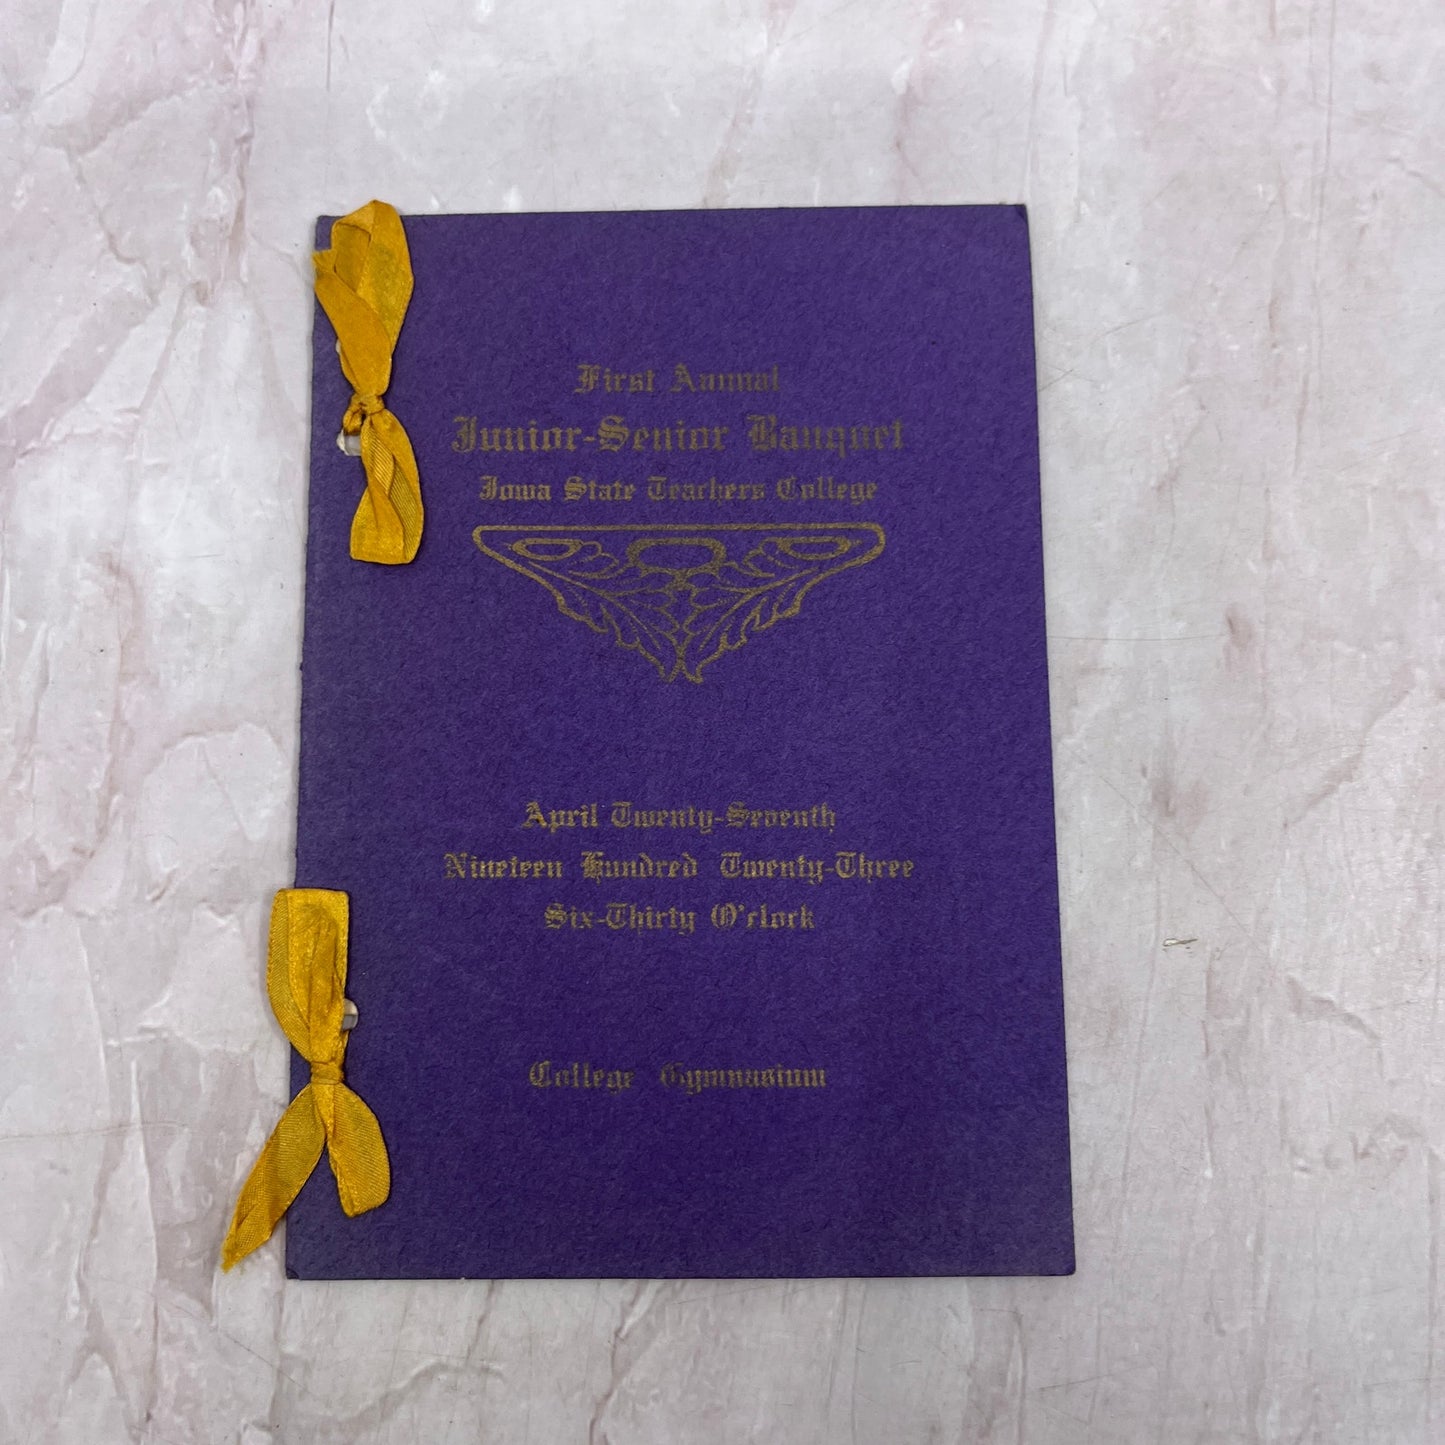 First Annual
Junior-Senior Banquet
Iowa State Teachers College
April Twenty-Seventh
Nineteen Hundred Twenty-Three
Six-Thirty O'clock
College Gymnasium